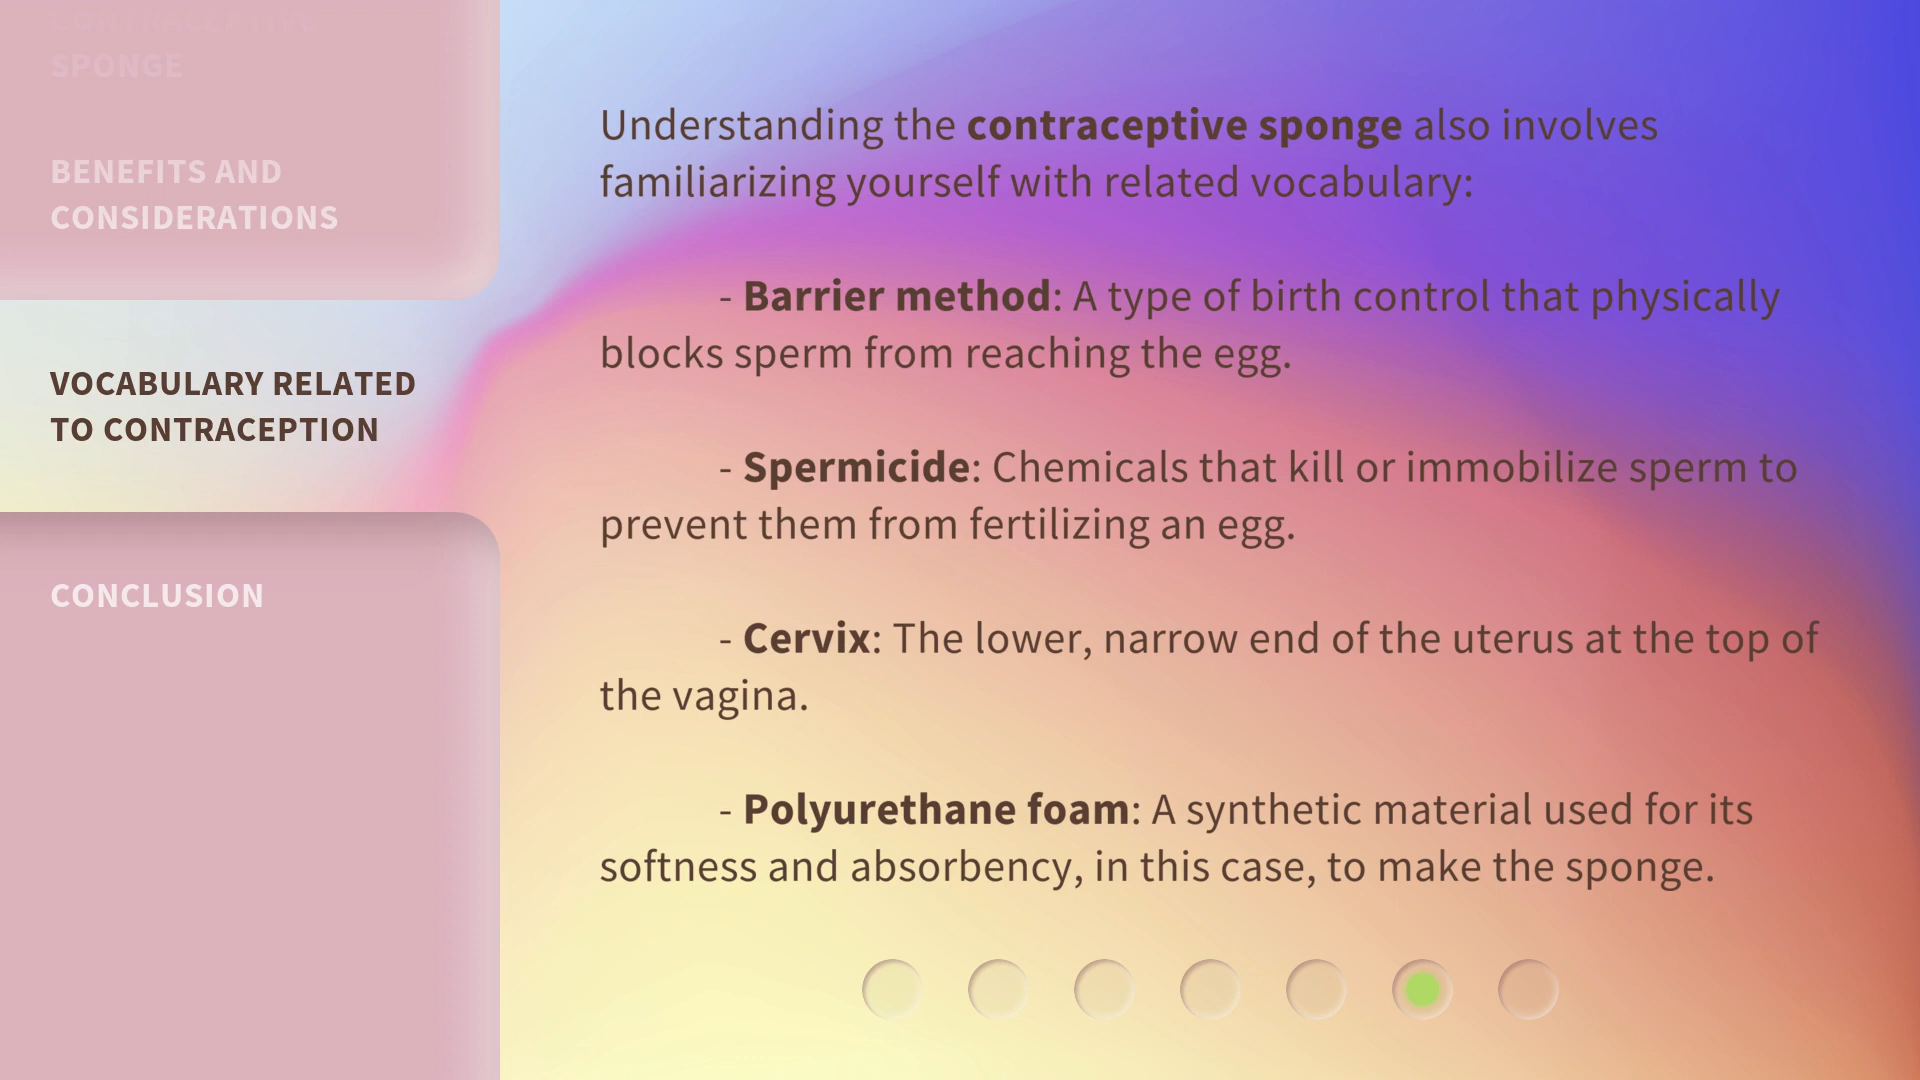 SPONGE
BENEFITS AND
CONSIDERATIONS
VOCABULARY RELATED
TO CONTRACEPTION
CONCLUSION
Understanding the contraceptive sponge also involves
familiarizing yourself with related vocabulary:
- Barrier method: A type of birth control that physically
blocks sperm from reaching the egg.
- Spermicide: Chemicals that kill or immobilize sperm to
prevent them from fertilizing an egg.
- Cervix: The lower, narrow end of the uterus at the top of
the vagina.
- Polyurethane foam: A synthetic material used for its
softness and absorbency, in this case, to make the sponge.